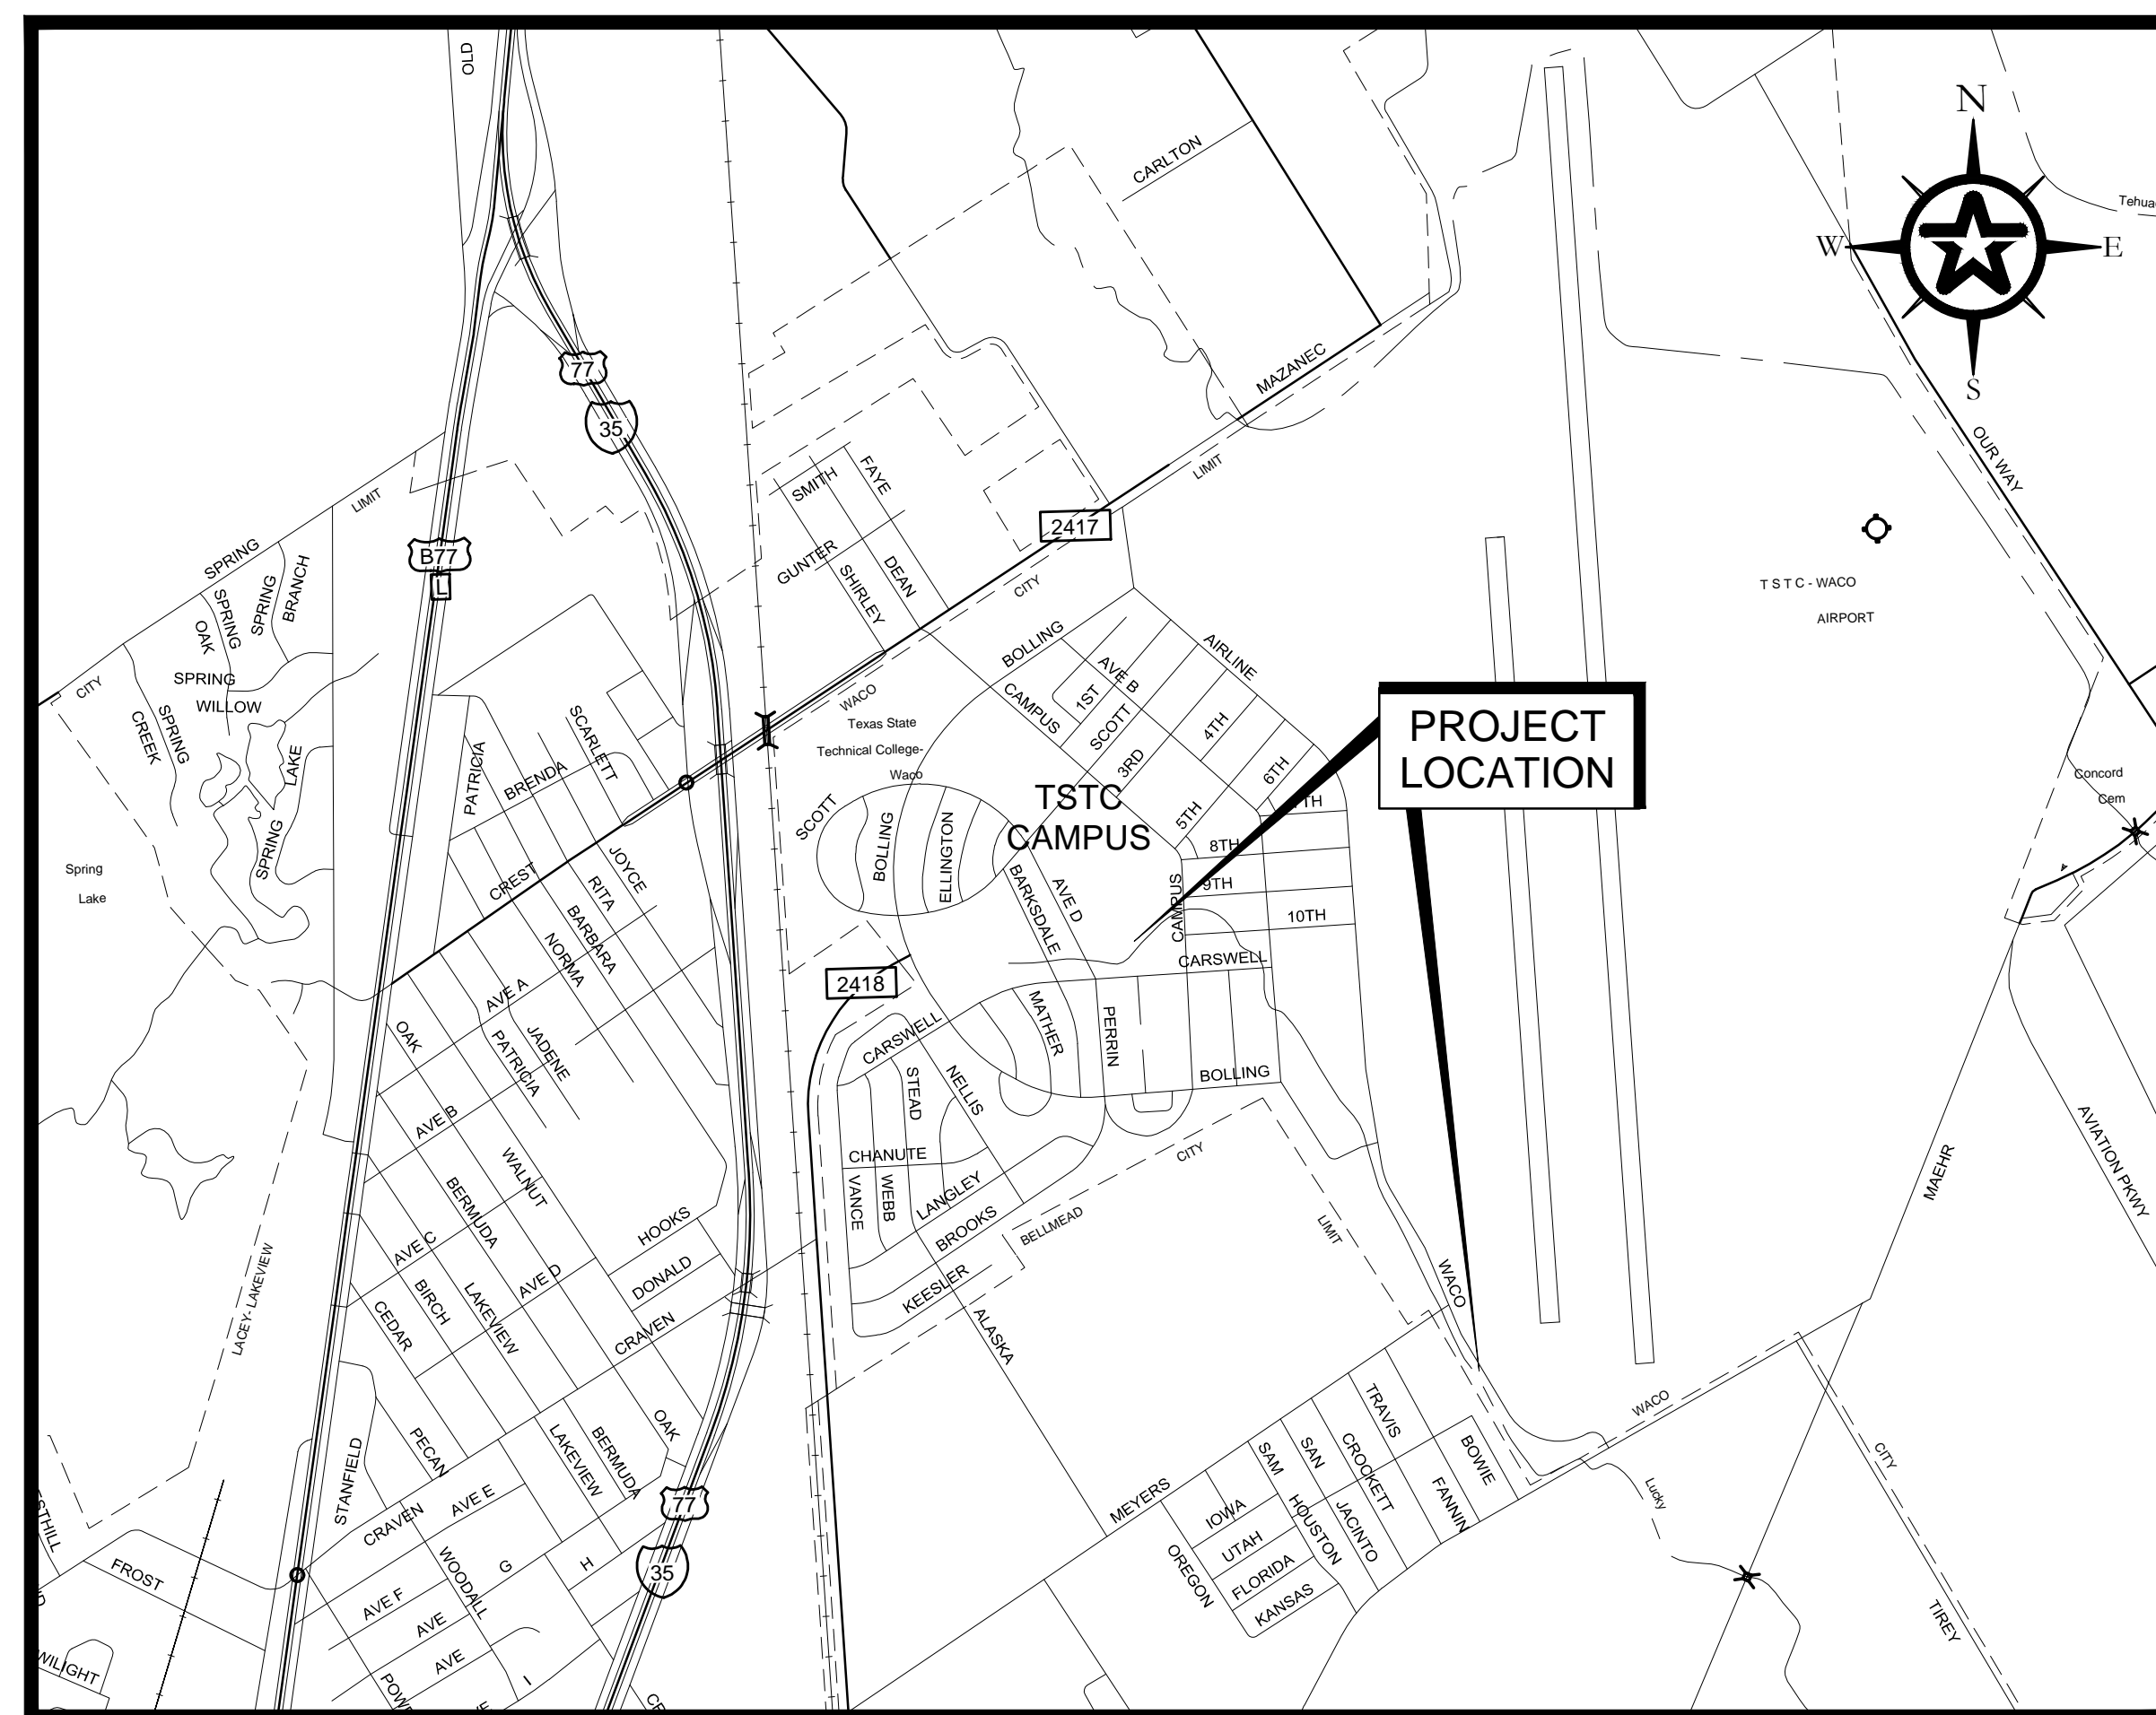 OLD
N
W
E
S
CARLTON
MAZANEC
LIMIT
77
35
OUR WAY
FAYE
SMITH
GUNTER
DEAN
SHIRLEY
2417
CITY
LIMIT
B77
L
SPRING
SPRING
BRANCH
SPRING
OAK
SPRING
WILLOW
CITY
SPRING
CREEK
LAKE
SPRING
Spring
Lake
T S T C - WACO
AIRPORT
BOLLING
AIRLINE
AVE B
1ST
CAMPUS
SCOTT
4TH
3RD
6TH
5TH
7TH
8TH
9TH
10TH
CAMPUS
PROJECT
LOCATION
WACO
Texas State
Technical College-
Waco
TSTC
CAMPUS
SCOTT
BOLLING
ELLINGTON
BARKSDALE
AVE D
PATRICIA
SCARLETT
BRENDA
CREST
JOYCE
RITA
BARBARA
NORMA
Concord
Cem
2418
CARSWELL
CARSWELL
MATHER
PERRIN
BOLLING
AVE A
OAK
JADENE
PATRICIA
STEAD
NELLIS
CHANUTE
VANCE
WEBB
LANGLEY
BROOKS
KEESLER
BELLMEAD
CITY
LIMIT
AVE B
WALNUT
BERMUDA
HOOKS
AVE C
AVE D
DONALD
BIRCH
LAKEVIEW
CEDAR
CRAVEN
LACEY - LAKEVIEW
ALASKA
WACO
MAEHR
AVIATION PKWY
STANFIELD
PECAN
LAKEVIEW
BERMUDA
OAK
CRAVEN
AVE E
77
35
WOODALL
G
H
AVE F
AVE
AVE
I
FROST
MEYERS
IOWA
UTAH
FLORIDA
KANSAS
OREGON
SAM
HOUSTON
SAN
JACINTO
CROCKETT
TRAVIS
FANNIN
BOWIE
WACO
CITY
Lucky
TIREY